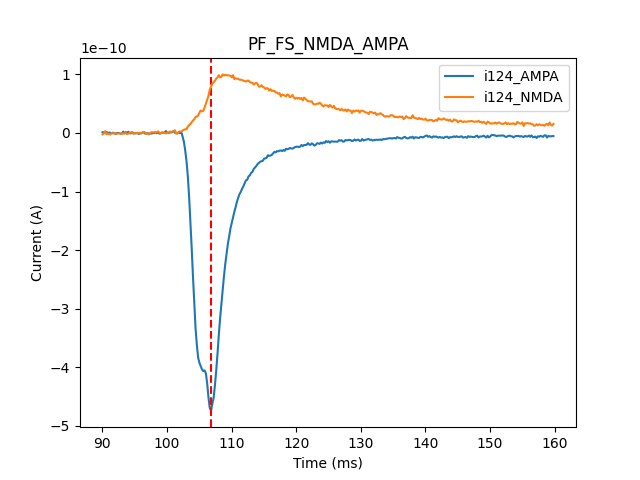 PF_FS_NMDA_AMPA
1e−10
i124_AMPA
i124_NMDA
1
0
−1
−2
−3
−4
−5
Current (A)
90 100 110 120 130 140 150 160
Time (ms)